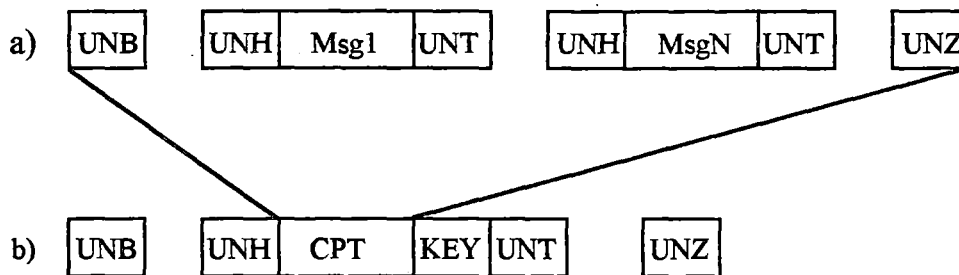 a) UNB UNH Msg1 UNT UNH MsgN UNT UNZ
b) UNB UNH CPT KEY UNT UNZ